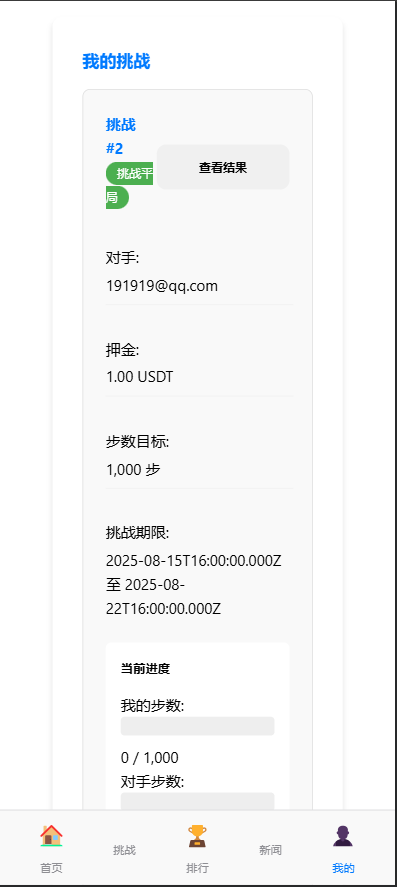 我的挑战
挑战
#2
挑战平
局
查看结果
对手:
191919@qq.com
押金:
1.00 USDT
步数目标:
1,000 步
挑战期限:
2025-08-15T16:00:00.000Z
至 2025-08-
22T16:00:00.000Z
当前进度
我的步数:
0 / 1,000
对手步数:
首页
挑战
排行
新闻
我的